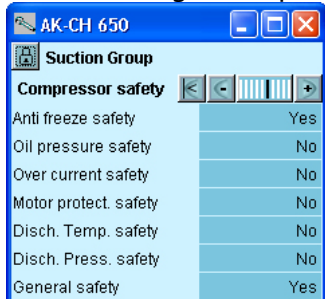 AK-CH 650
Suction Group
Compressor safety
Anti freeze safety Yes
Oil pressure safety No
Over current safety No
Motor protect. safety No
Disch. Temp. safety No
Disch. Press. safety No
General safety Yes